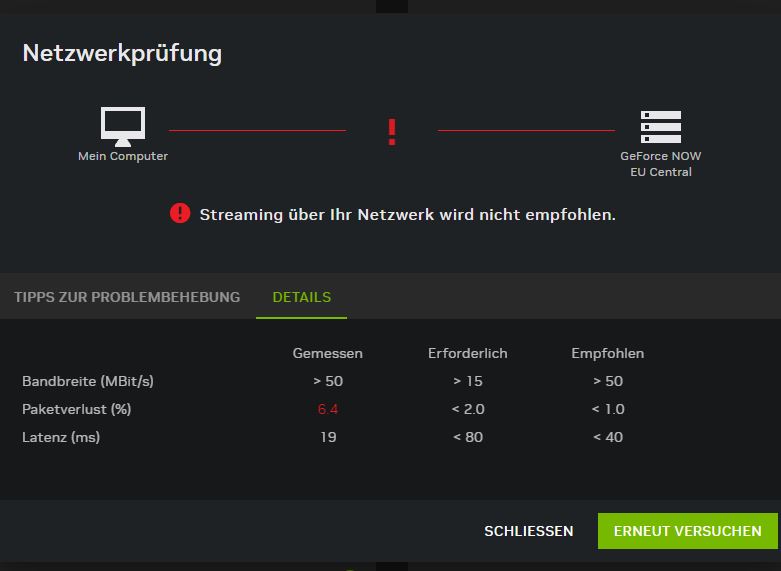 Netzwerkprüfung
Mein Computer
GeForce NOW
EU Central
Streaming über Ihr Netzwerk wird nicht empfohlen.
TIPPS ZUR PROBLEMBEHEBUNG DETAILS
Gemessen Erforderlich Empfohlen
Bandbreite (MBit/s) > 50 > 15 > 50
Paketverlust (%) 6.4 < 2.0 < 1.0
Latenz (ms) 19 < 80 < 40
SCHLIESSEN ERNEUT VERSUCHEN